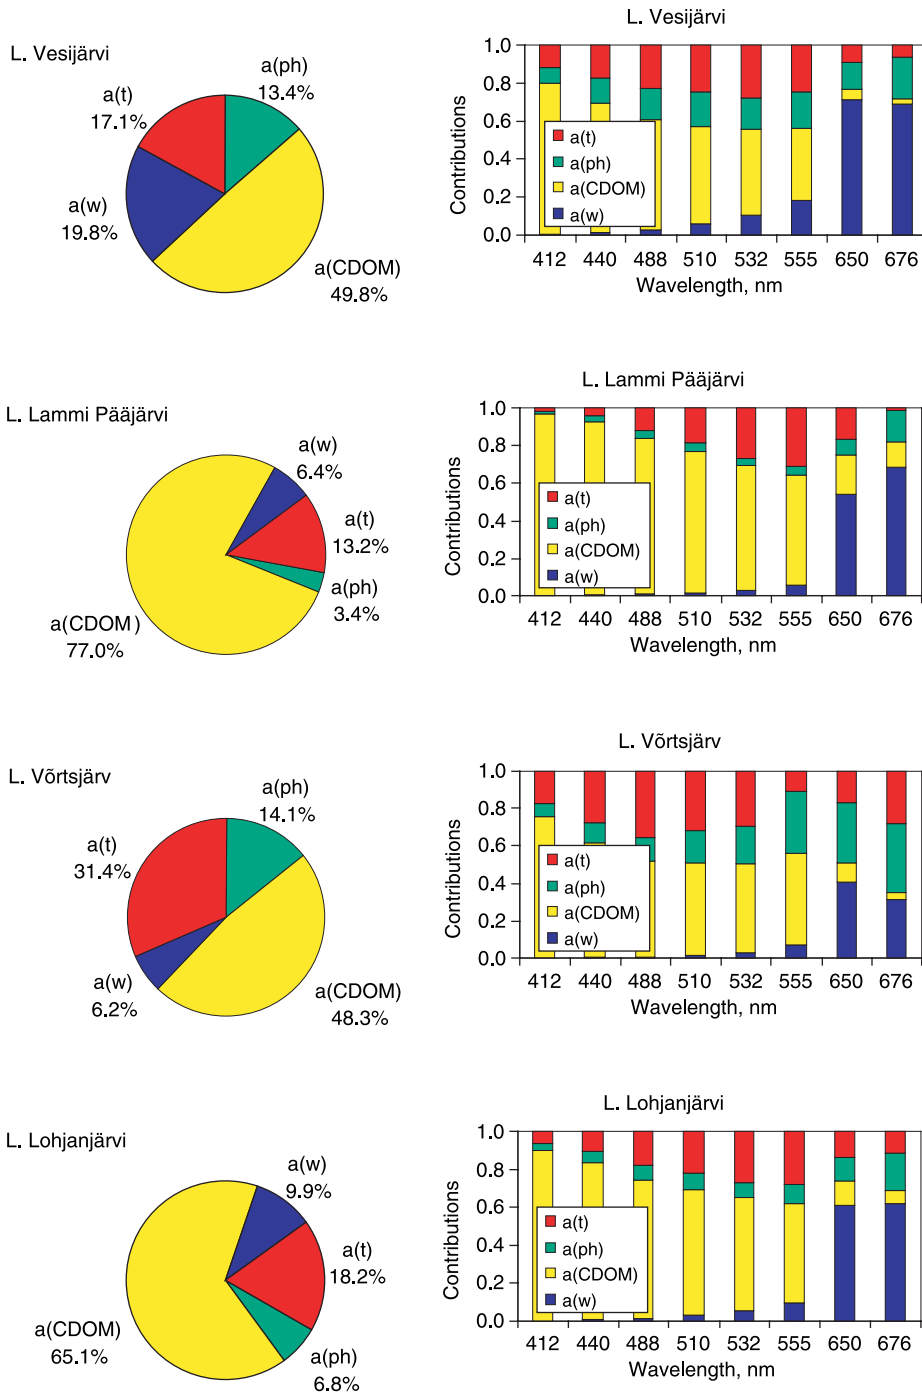 L. Vesijärvi
a(ph)
13.4%
a(t)
17.1%
a(w)
19.8%
a(CDOM)
49.8%
L. Vesijärvi
Contributions
1.0
0.8
0.6
0.4
0.2
0.0
a(t)
a(ph)
a(CDOM)
a(w)
412 440 488 510 532 555 650 676
Wavelength, nm
L. Lammi Pääjärvi
a(w)
6.4%
a(t)
13.2%
a(ph)
3.4%
a(CDOM)
77.0%
L. Lammi Pääjärvi
Contributions
1.0
0.8
0.6
0.4
0.2
0.0
a(t)
a(ph)
a(CDOM)
a(w)
412 440 488 510 532 555 650 676
Wavelength, nm
L. Võrtsjärv
a(ph)
14.1%
a(t)
31.4%
a(w)
6.2%
a(CDOM)
48.3%
L. Võrtsjärv
Contributions
1.0
0.8
0.6
0.4
0.2
0.0
a(t)
a(ph)
a(CDOM)
a(w)
412 440 488 510 532 555 650 676
Wavelength, nm
L. Lohjanjärvi
a(w)
9.9%
a(t)
18.2%
a(CDOM)
65.1%
a(ph)
6.8%
L. Lohjanjärvi
Contributions
1.0
0.8
0.6
0.4
0.2
0.0
a(t)
a(ph)
a(CDOM)
a(w)
412 440 488 510 532 555 650 676
Wavelength, nm